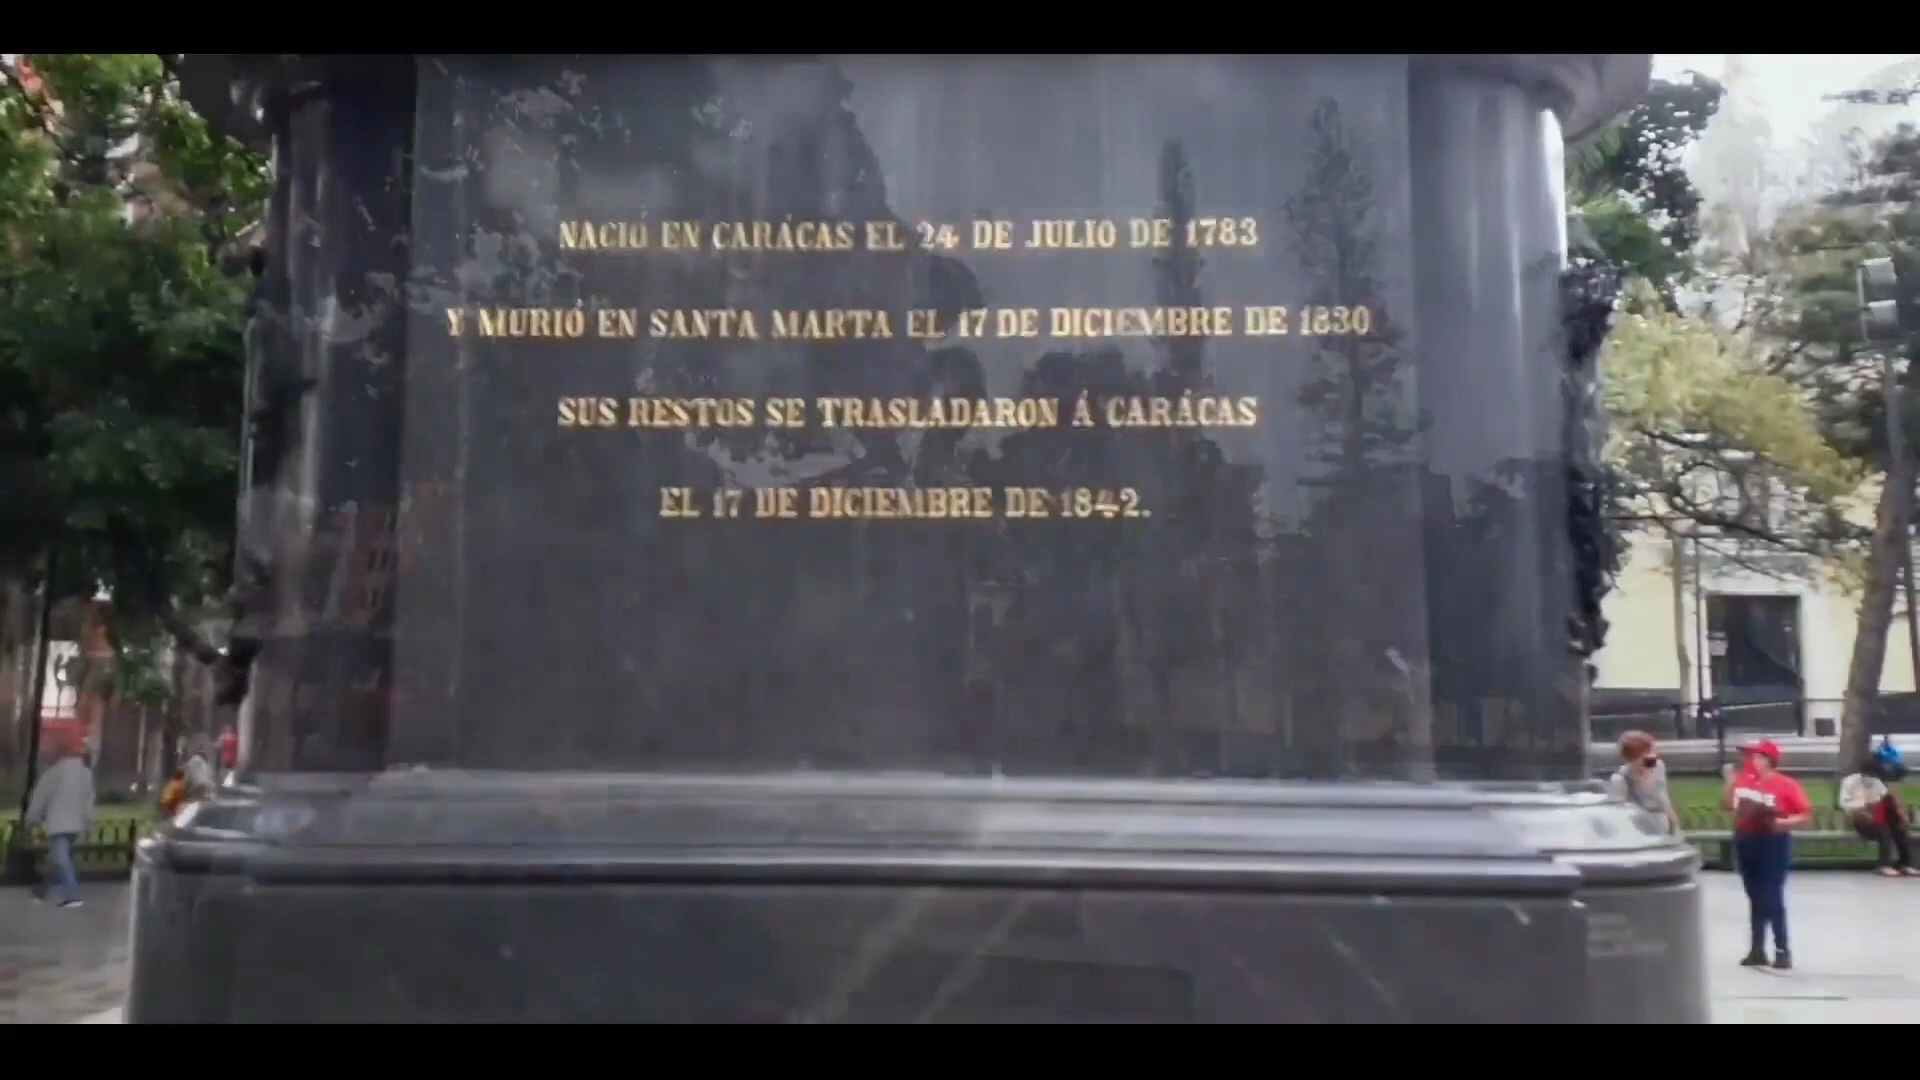 NACIÓ EN CARÁCAS EL 24 DE JULIO DE 1783
Y MURIÓ EN SANTA MARTA EL 17 DE DICIEMBRE DE 1830
SUS RESTOS SE TRASLADARON Á CARÁCAS
EL 17 DE DICIEMBRE DE 1842.